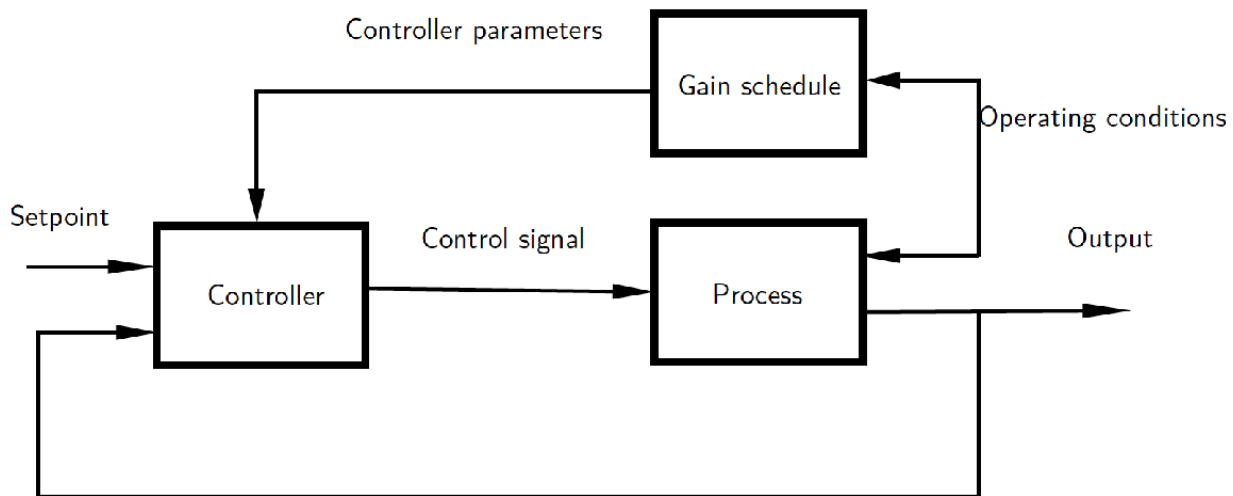 Controller parameters
Gain schedule
Operating conditions
Setpoint
Control signal
Output
Controller
Process